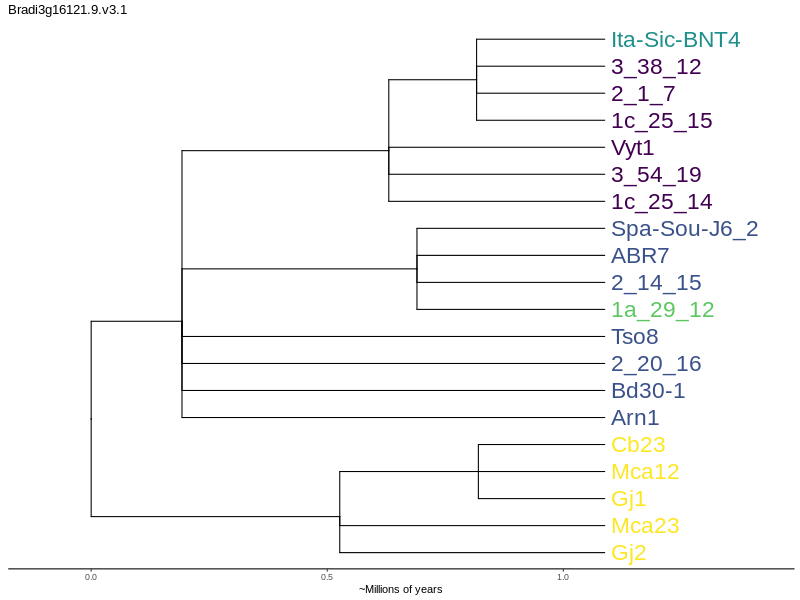 Bradi3g16121.9.v3.1
Ita-Sic-BNT4
3_38_12
2_1_7
1c_25_15
Vyt1
3_54_19
1c_25_14
Spa-Sou-J6_2
ABR7
2_14_15
1a_29_12
Tso8
2_20_16
Bd30-1
Arn1
Cb23
Mca12
Gj1
Mca23
Gj2
0.0 0.5 1.0
~Millions of years